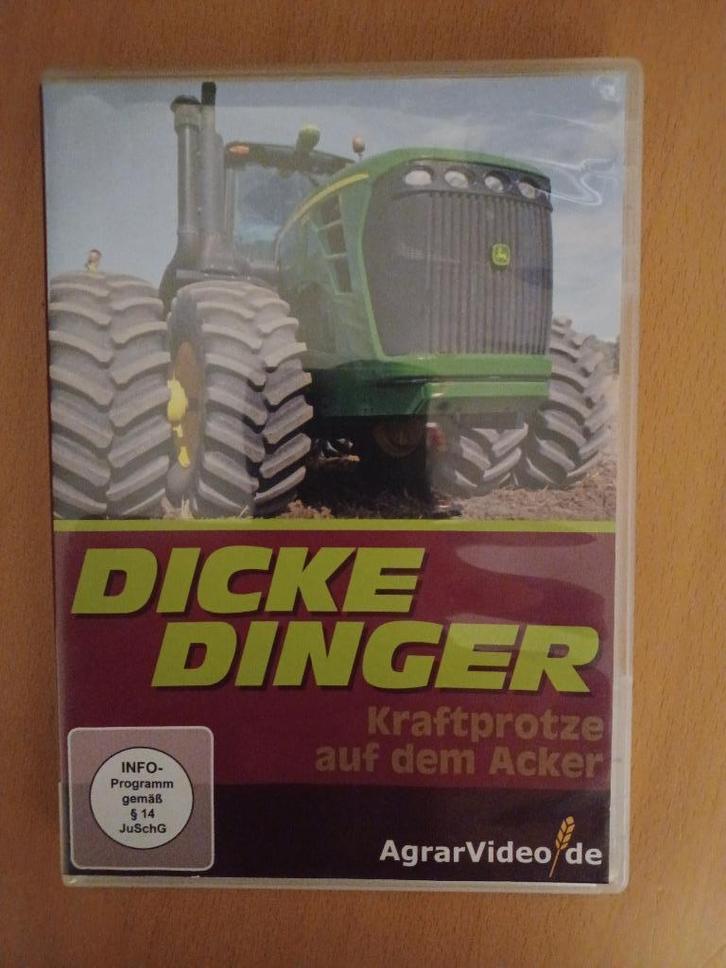 DICKE
DINGER
Kraftprotze
auf dem Acker
INFO-
Programm
gemäß
§ 14
JuSchG
AgrarVideo de